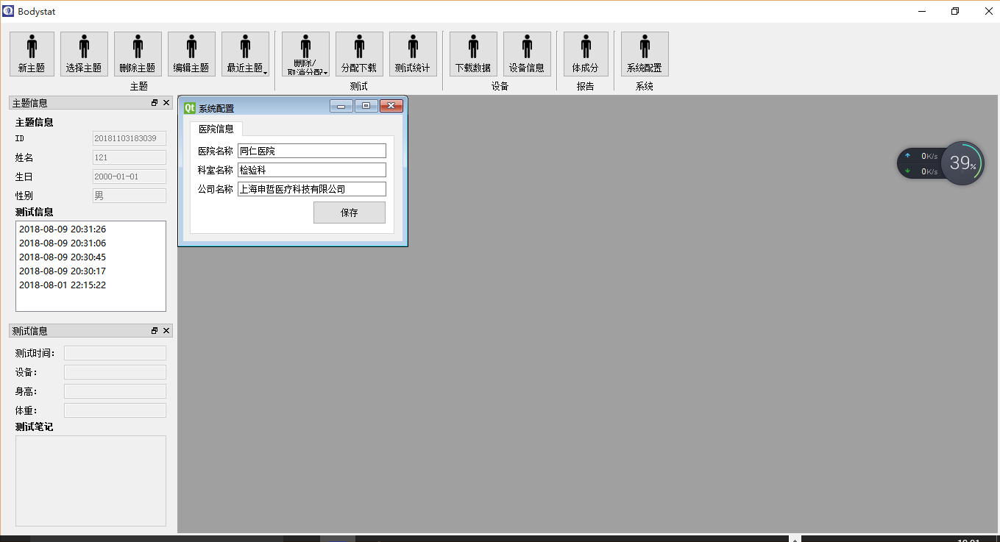 Bodystat
新主题 选择主题 删除主题 编辑主题 最近主题 删除/ 取消分配 分配下载 测试统计 下载数据 设备信息 体成分 系统配置
主题 测试 设备 报告 系统
主题信息
主题信息
ID 20181103183039
姓名 121
生日 2000-01-01
性别 男
测试信息
2018-08-09 20:31:26
2018-08-09 20:31:06
2018-08-09 20:30:45
2018-08-09 20:30:17
2018-08-01 22:15:22
测试信息
测试时间:
设备:
身高:
体重:
测试笔记
Qt 系统配置
医院信息
医院名称 同仁医院
科室名称 检验科
公司名称 上海申哲医疗科技有限公司
保存
0K/s
0K/s
39%